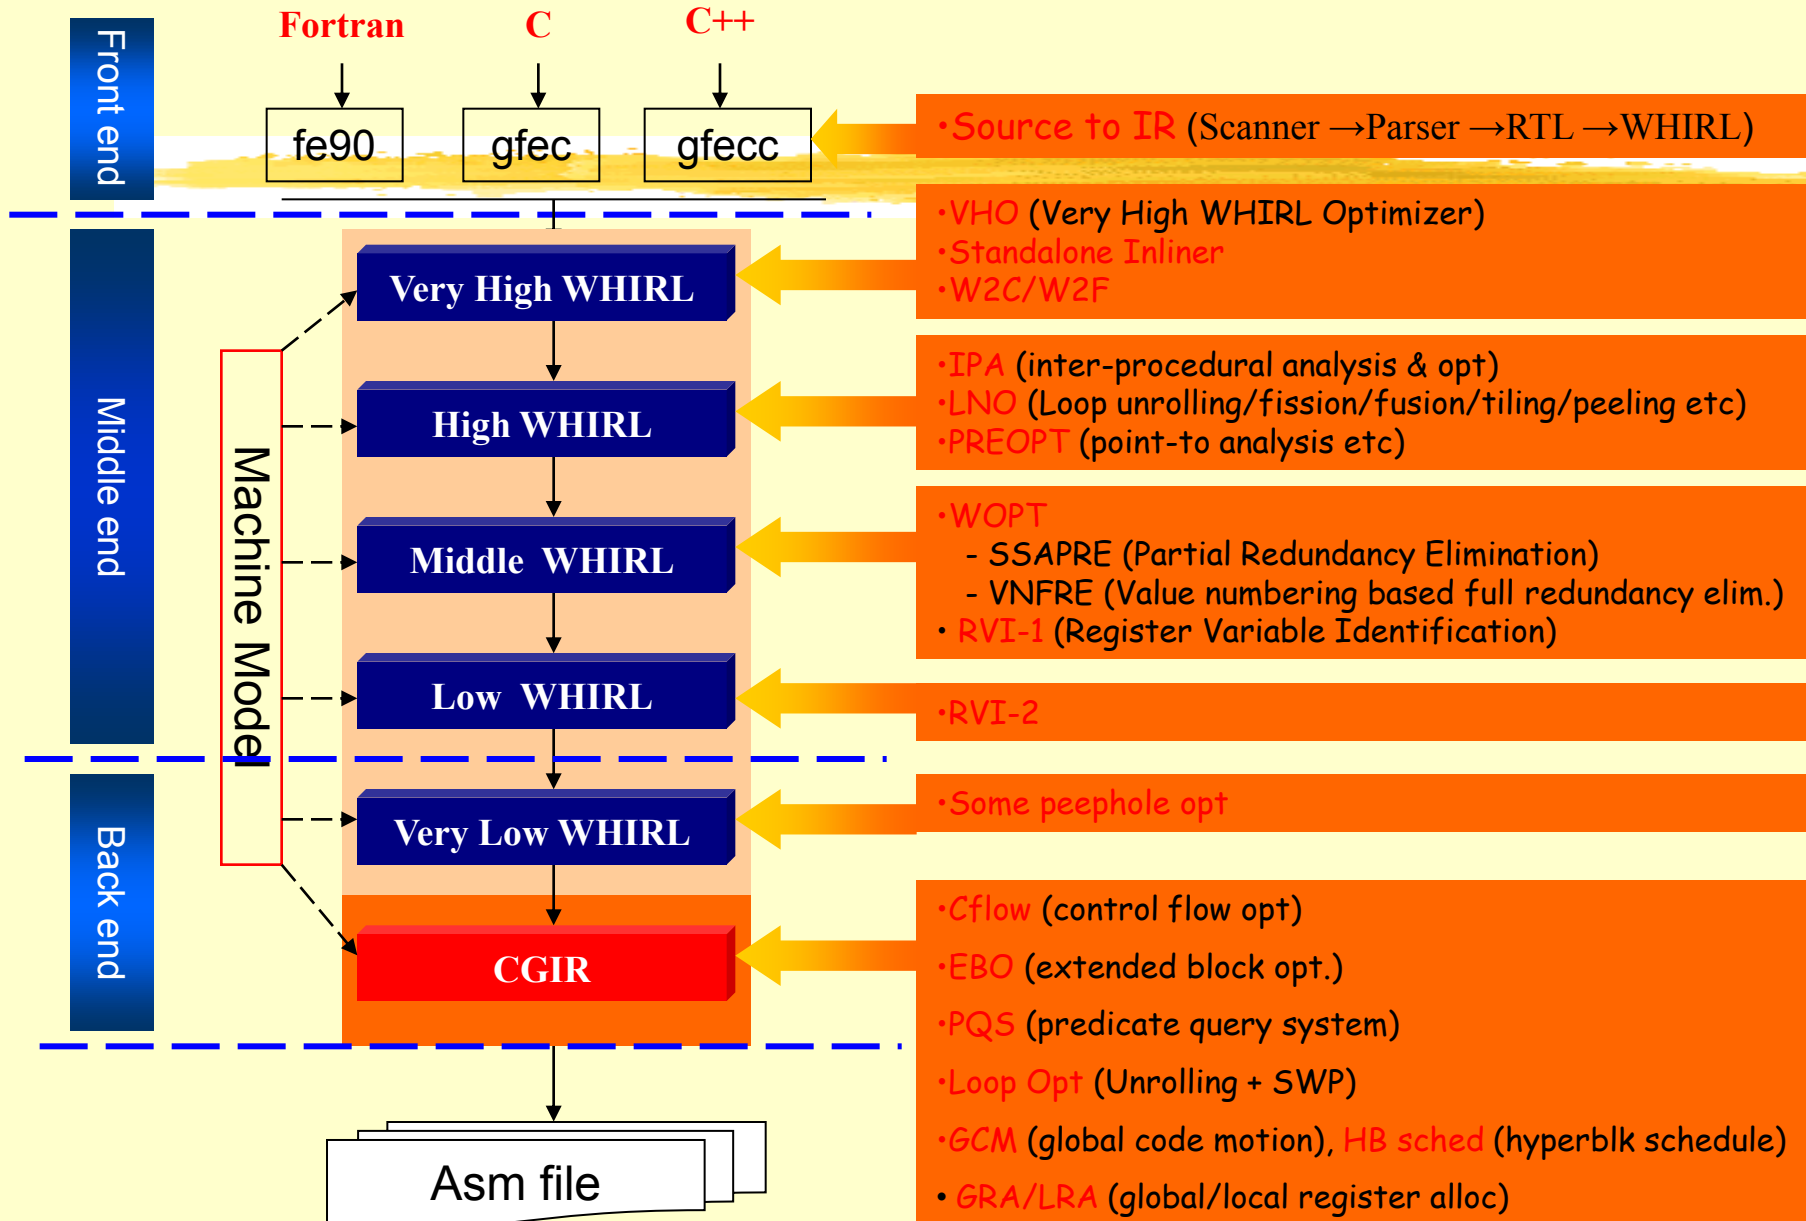 Fortran
C
C++
Front end
fe90
gfec
gfecc
•Source to IR (Scanner →Parser →RTL →WHIRL)
Middle end
Machine Model
Very High WHIRL
•VHO (Very High WHIRL Optimizer)
•Standalone Inliner
•W2C/W2F
High WHIRL
•IPA (inter-procedural analysis & opt)
•LNO (Loop unrolling/fission/fusion/tiling/peeling etc)
•PREOPT (point-to analysis etc)
Middle WHIRL
•WOPT
- SSAPRE (Partial Redundancy Elimination)
- VNFRE (Value numbering based full redundancy elim.)
• RVI-1 (Register Variable Identification)
Low WHIRL
•RVI-2
Back end
Very Low WHIRL
•Some peephole opt
CGIR
•Cflow (control flow opt)
•EBO (extended block opt.)
•PQS (predicate query system)
•Loop Opt (Unrolling + SWP)
•GCM (global code motion), HB sched (hyperblk schedule)
• GRA/LRA (global/local register alloc)
Asm file